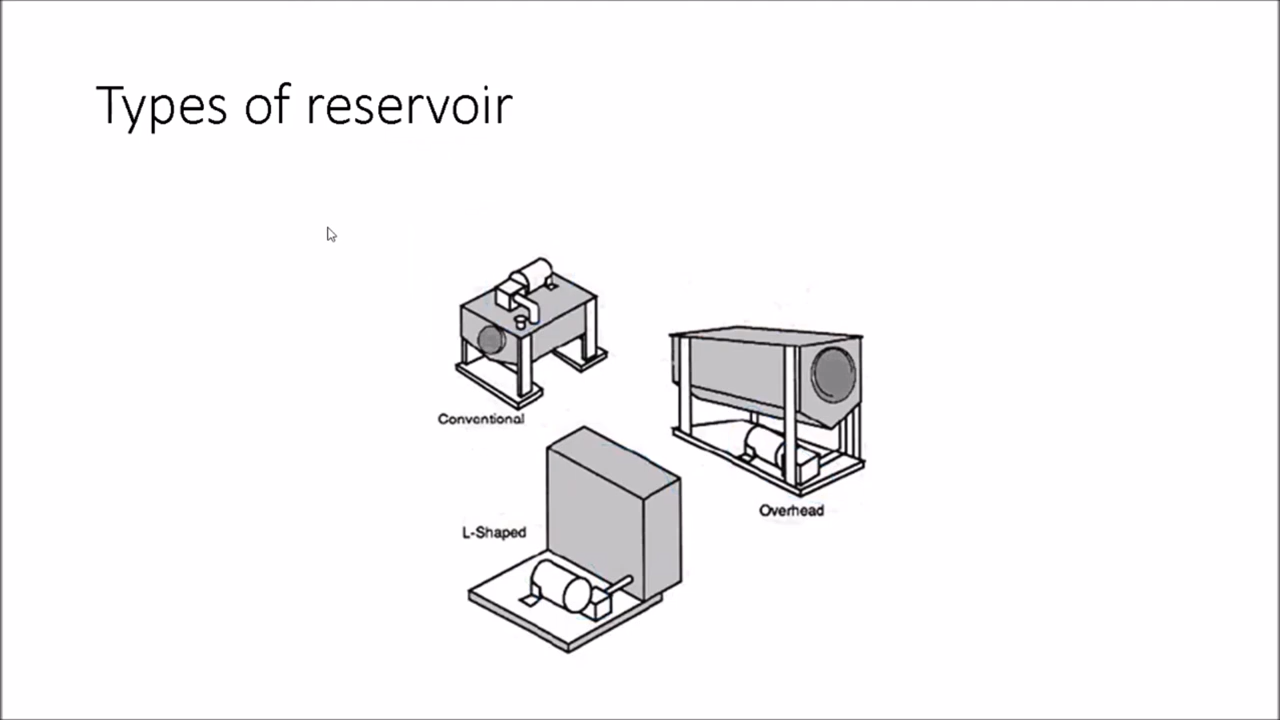 Types of reservoir
Conventional
Overhead
L-Shaped